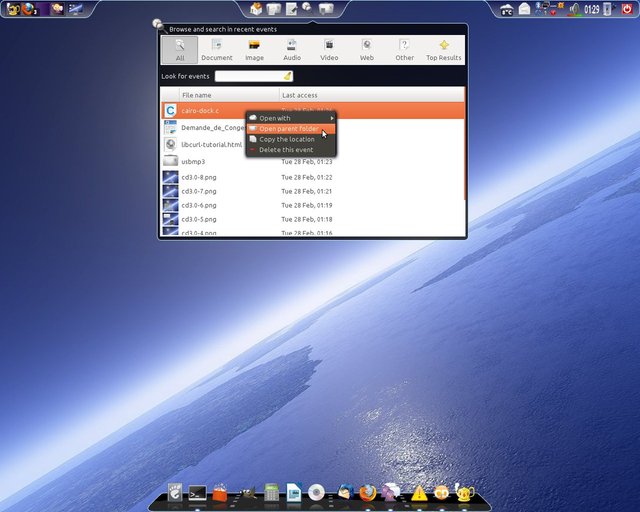 01:29
Browse and search in recent events
All
Document
Image
Audio
Video
Web
Other
Top Results
Look for events
File name
Last access
cairo-dock.c
Open with
Demande_de_Conge
Open parent folder
libcurl-tutorial.html
Copy the location
Delete this event
usbmp3
Tue 28 Feb, 01:23
cd3.0-8.png
Tue 28 Feb, 01:22
cd3.0-7.png
Tue 28 Feb, 01:21
cd3.0-6.png
Tue 28 Feb, 01:19
cd3.0-5.png
Tue 28 Feb, 01:18
cd3.0-4.png
Tue 28 Feb, 01:16